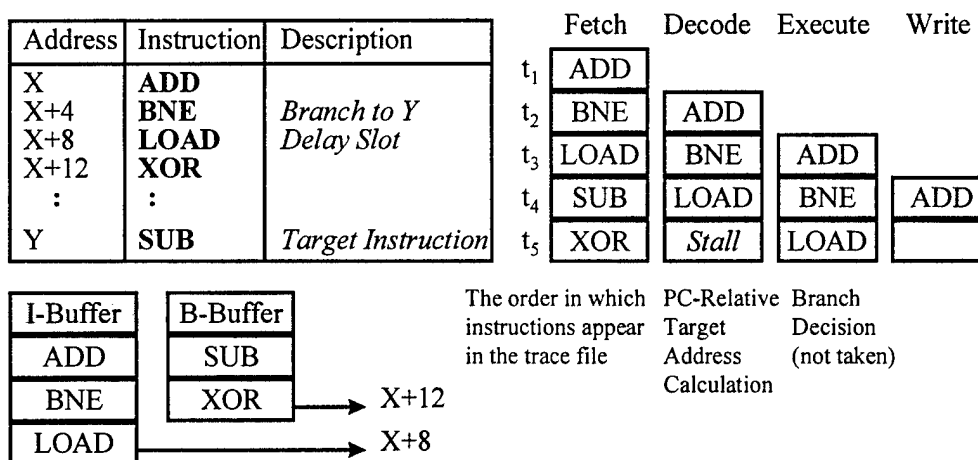 Address Instruction Description
X ADD
X+4 BNE Branch to Y
X+8 LOAD Delay Slot
X+12 XOR
: :
Y SUB Target Instruction
Fetch Decode Execute Write
t1 ADD
t2 BNE ADD
t3 LOAD BNE ADD
t4 SUB LOAD BNE ADD
t5 XOR Stall LOAD
The order in which
instructions appear
in the trace file
PC-Relative
Target
Address
Calculation
Branch
Decision
(not taken)
I-Buffer B-Buffer
ADD SUB
BNE XOR X+12
LOAD X+8